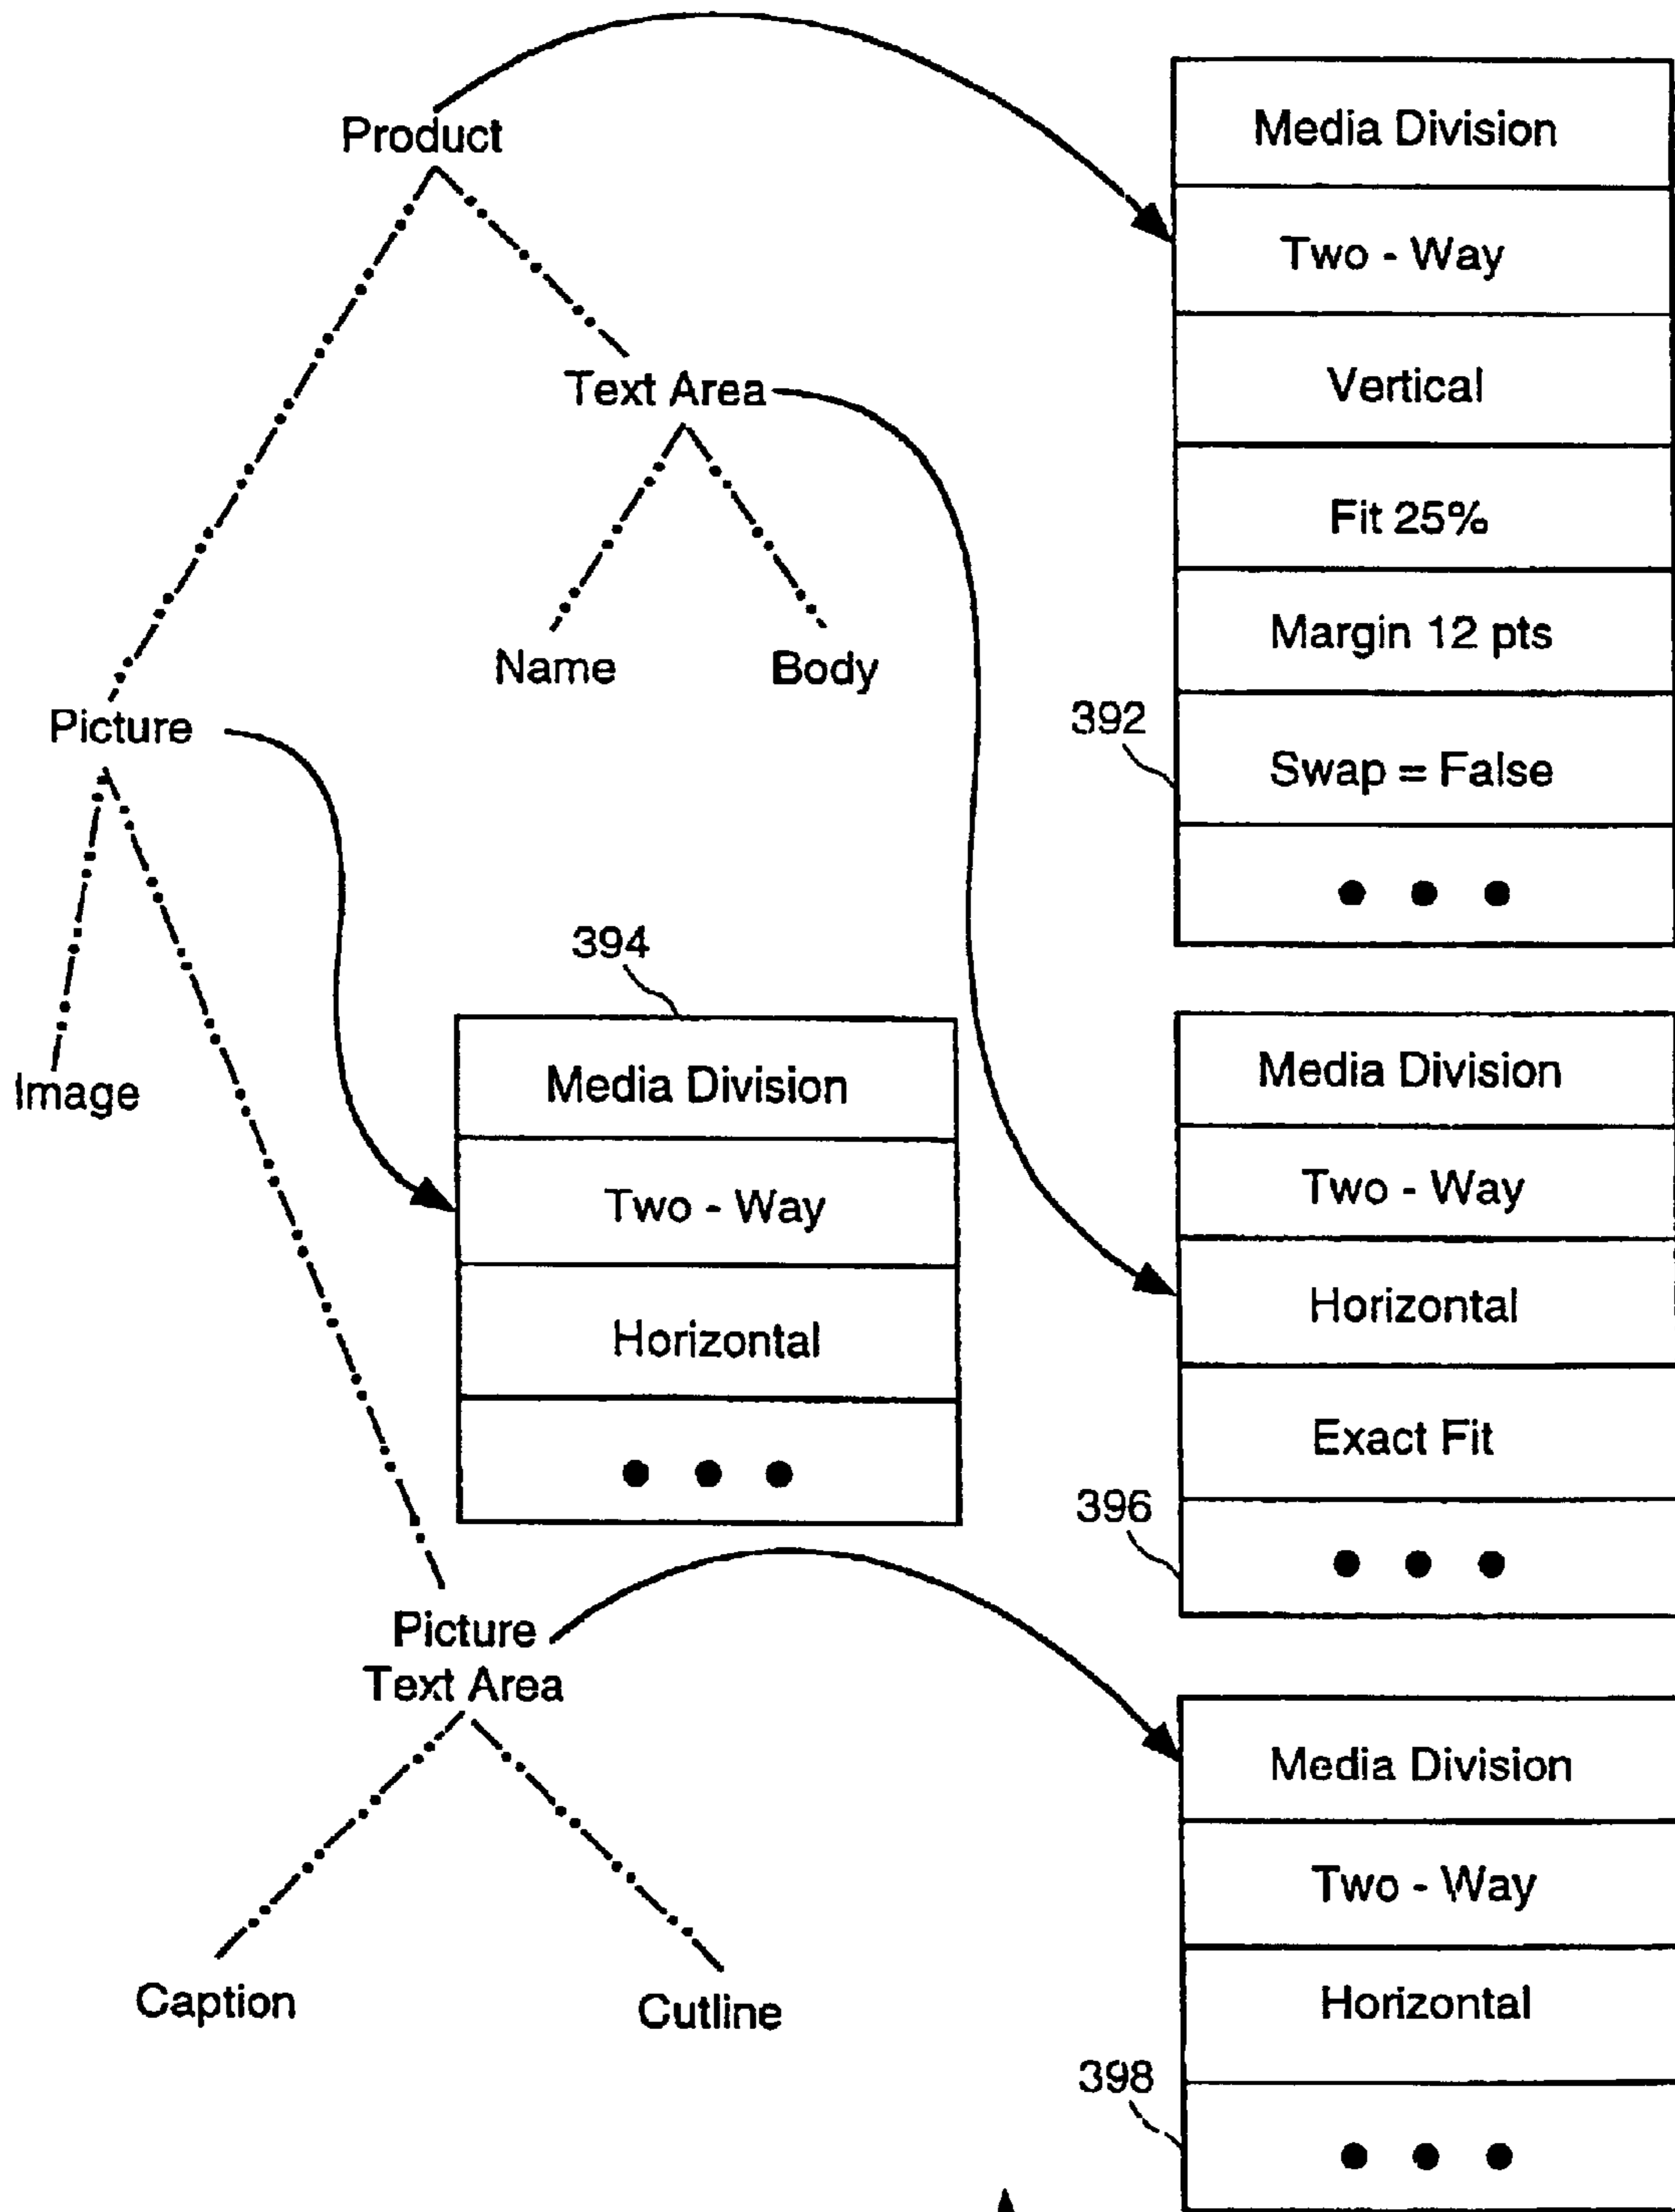 Product
Text Area
Name
Body
Picture
Image
Picture
Text Area
Caption
Cutline
Media Division
Two - Way
Vertical
Fit 25%
Margin 12 pts
392
Swap = False
● ● ●
394
Media Division
Two - Way
Horizontal
● ● ●
Media Division
Two - Way
Horizontal
Exact Fit
396
● ● ●
Media Division
Two - Way
Horizontal
398
● ● ●